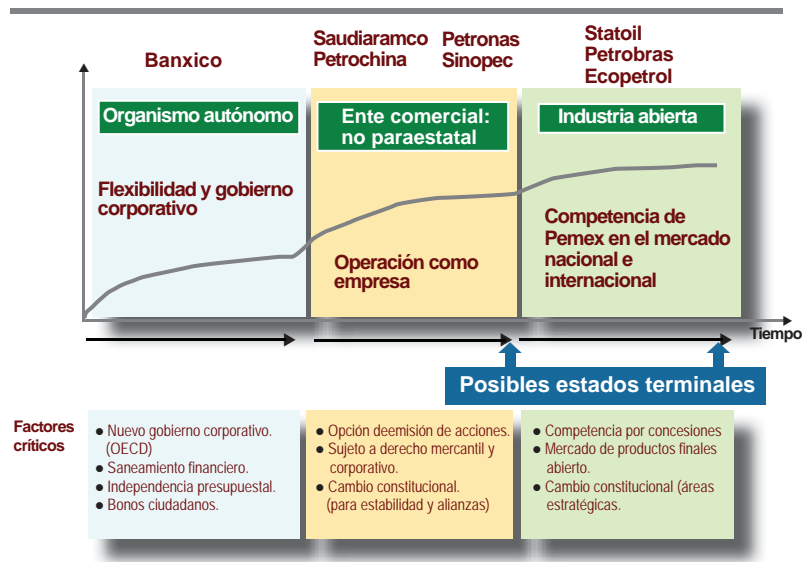 Banxico
Saudiaramco
Petrochina
Petronas
Sinopec
Statoil
Petrobras
Ecopetrol
Organismo autónomo
Ente comercial:
no paraestatal
Industria abierta
Flexibilidad y gobierno
corporativo
Operación como
empresa
Competencia de
Pemex en el mercado
nacional e
internacional
Tiempo
Posibles estados terminales
Factores
críticos
● Nuevo gobierno corporativo.
(OECD)
● Saneamiento financiero.
● Independencia presupuestal.
● Bonos ciudadanos.
● Opción deemisión de acciones.
● Sujeto a derecho mercantil y
corporativo.
● Cambio constitucional.
(para estabilidad y alianzas)
● Competencia por concesiones
● Mercado de productos finales
abierto.
● Cambio constitucional (áreas
estratégicas.